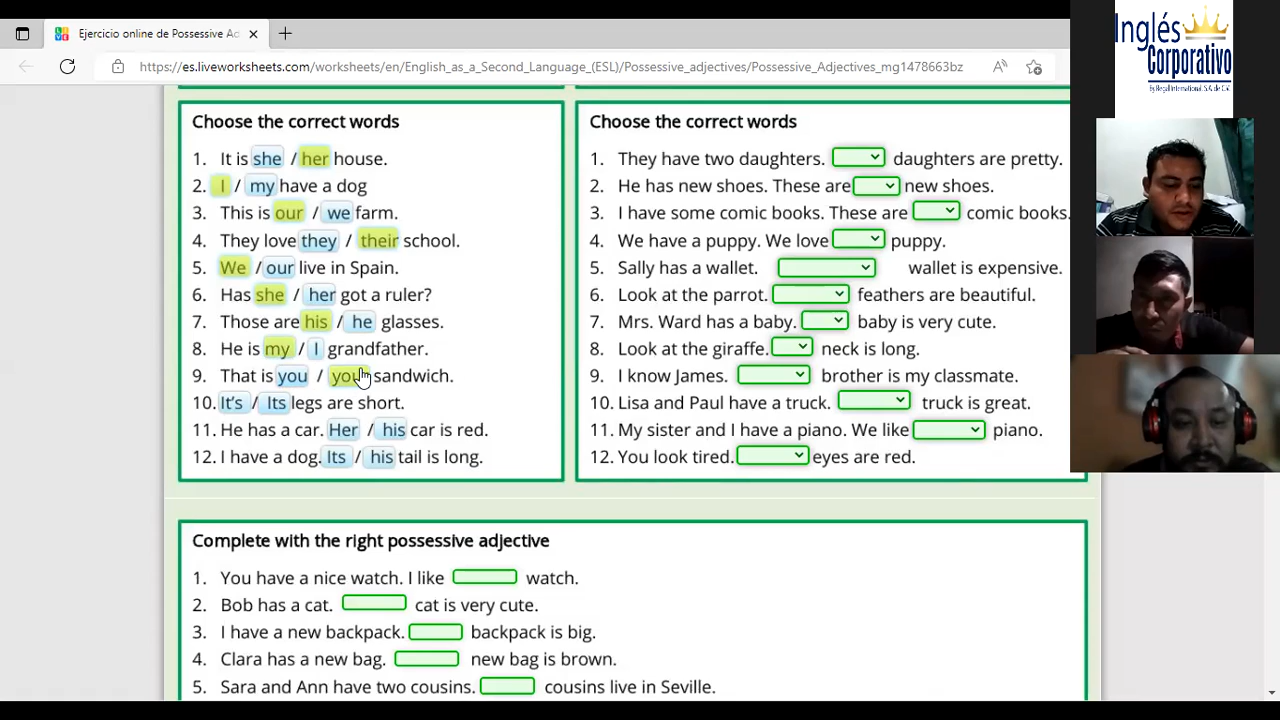 Ejercicio online de Possessive Ad
https://es.liveworksheets.com/worksheets/en/English_as_a_Second_Language_(ESL)/Possessive_adjectives/Possessive_Adjectives_mg1478663bz
Inglés
Corporativo
By Regal International, S.A. de C.V.
Choose the correct words
1. It is she / her house.
2. I / my have a dog
3. This is our / we farm.
4. They love they / their school.
5. We / our live in Spain.
6. Has she / her got a ruler?
7. Those are his / he glasses.
8. He is my / I grandfather.
9. That is you / you sandwich.
10. It's / Its legs are short.
11. He has a car. Her / his car is red.
12. I have a dog. Its / his tail is long.
Choose the correct words
1. They have two daughters. daughters are pretty.
2. He has new shoes. These are new shoes.
3. I have some comic books. These are comic books.
4. We have a puppy. We love puppy.
5. Sally has a wallet. wallet is expensive.
6. Look at the parrot. feathers are beautiful.
7. Mrs. Ward has a baby. baby is very cute.
8. Look at the giraffe. neck is long.
9. I know James. brother is my classmate.
10. Lisa and Paul have a truck. truck is great.
11. My sister and I have a piano. We like piano.
12. You look tired. eyes are red.
Complete with the right possessive adjective
1. You have a nice watch. I like watch.
2. Bob has a cat. cat is very cute.
3. I have a new backpack. backpack is big.
4. Clara has a new bag. new bag is brown.
5. Sara and Ann have two cousins. cousins live in Seville.